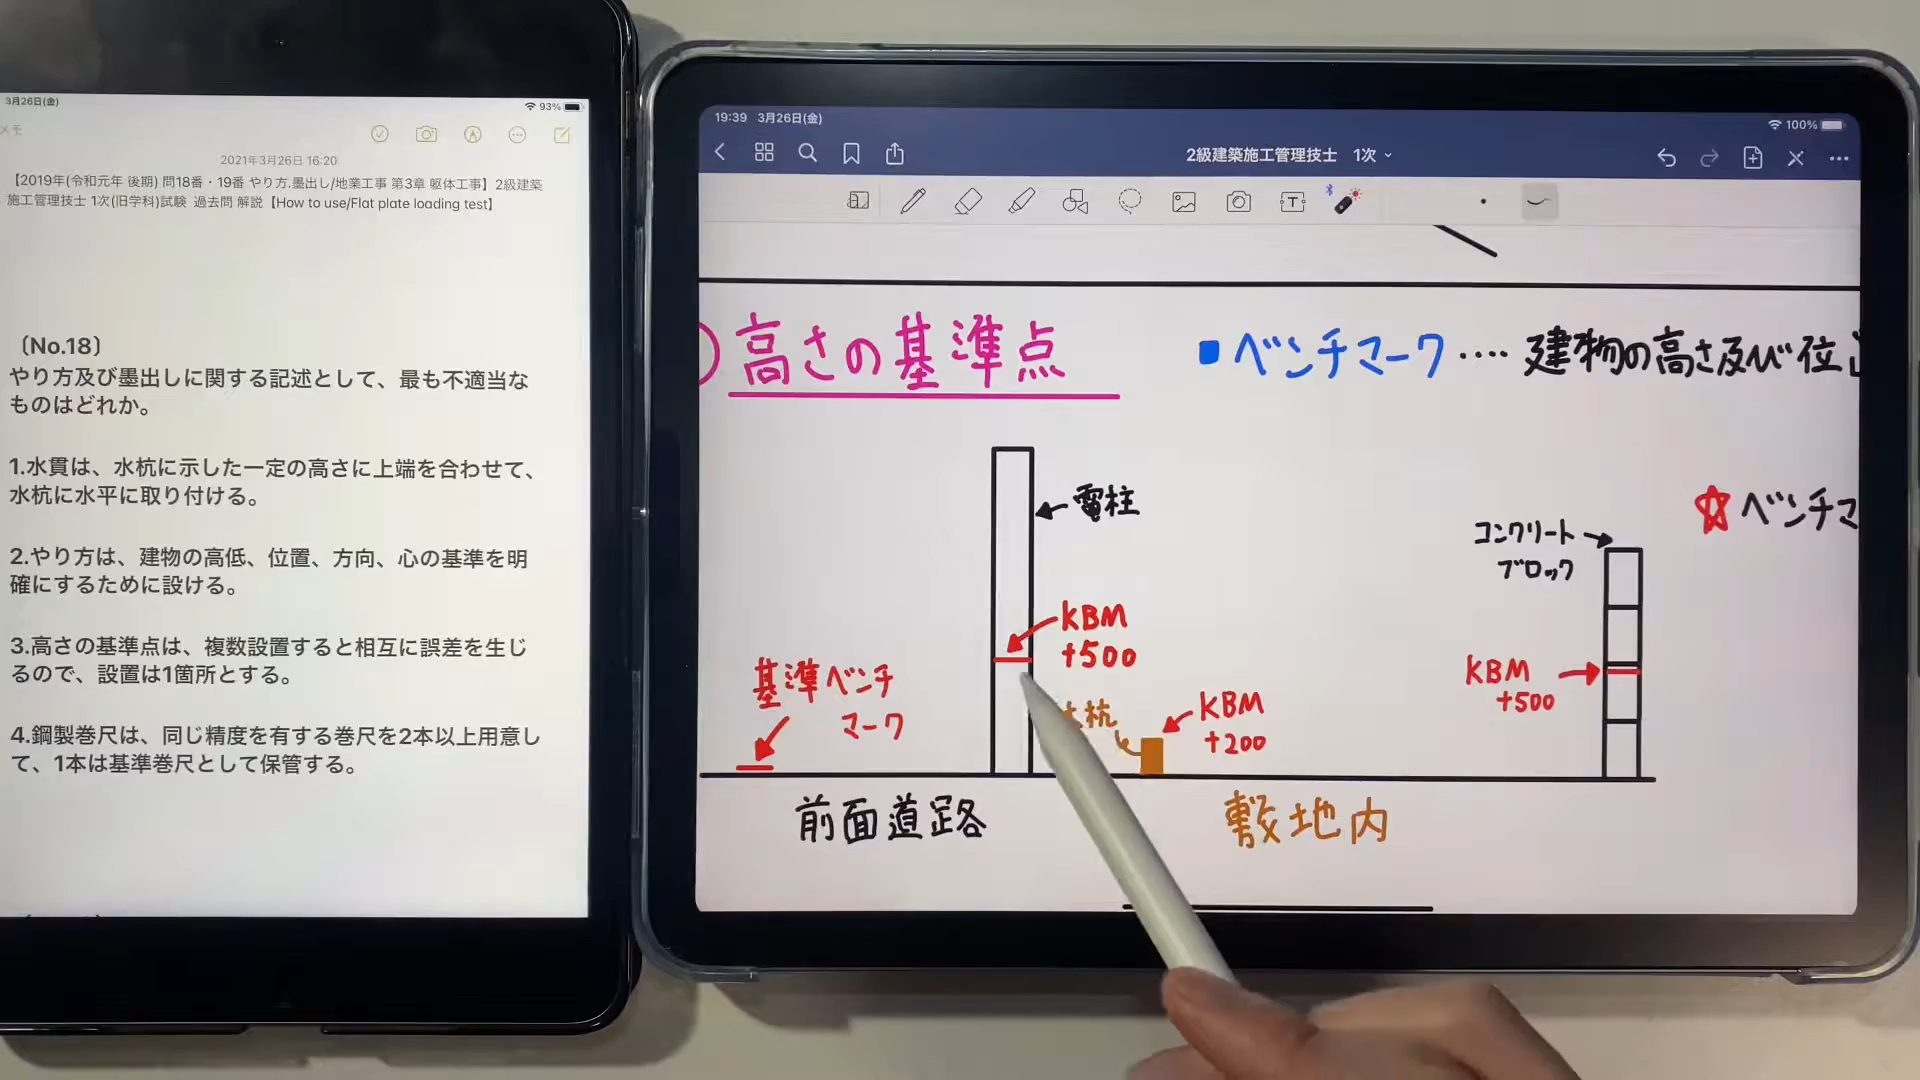 3月26日(金)
93%
メモ
2021年3月26日 16:20
【2019年(令和元年 後期) 問18番・19番 やり方.墨出し/地業工事 第3章 躯体工事】2級建築
施工管理技士 1次(旧学科)試験 過去問 解説【How to use/Flat plate loading test】
〔No.18〕
やり方及び墨出しに関する記述として、最も不適当な
ものはどれか。
1.水貫は、水杭に示した一定の高さに上端を合わせて、
水杭に水平に取り付ける。
2.やり方は、建物の高低、位置、方向、心の基準を明
確にするために設ける。
3.高さの基準点は、複数設置すると相互に誤差を生じ
るので、設置は1箇所とする。
4.鋼製巻尺は、同じ精度を有する巻尺を2本以上用意し
て、1本は基準巻尺として保管する。
19:39 3月26日(金)
100%
2級建築施工管理技士 1次
高さの基準点
ベンチマーク‥‥建物の高さ及び位
電柱
コンクリート
ブロック
ベンチマ
KBM
+500
基準ベンチ
マーク
杭
KBM
+200
KBM
+500
前面道路
敷地内